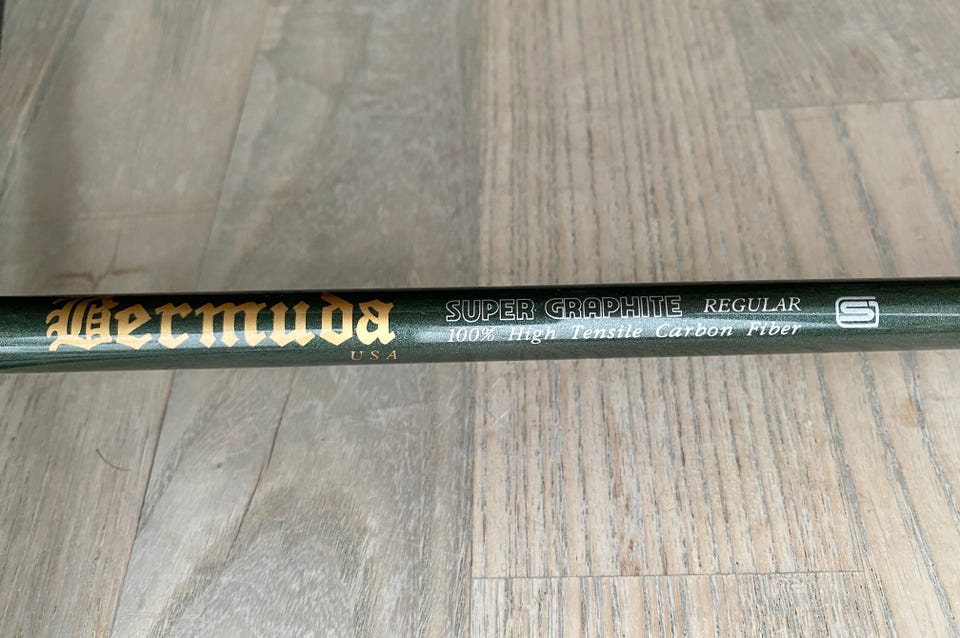 Bermuda
USA
SUPER GRAPHITE REGULAR
100% High Tensile Carbon Fiber